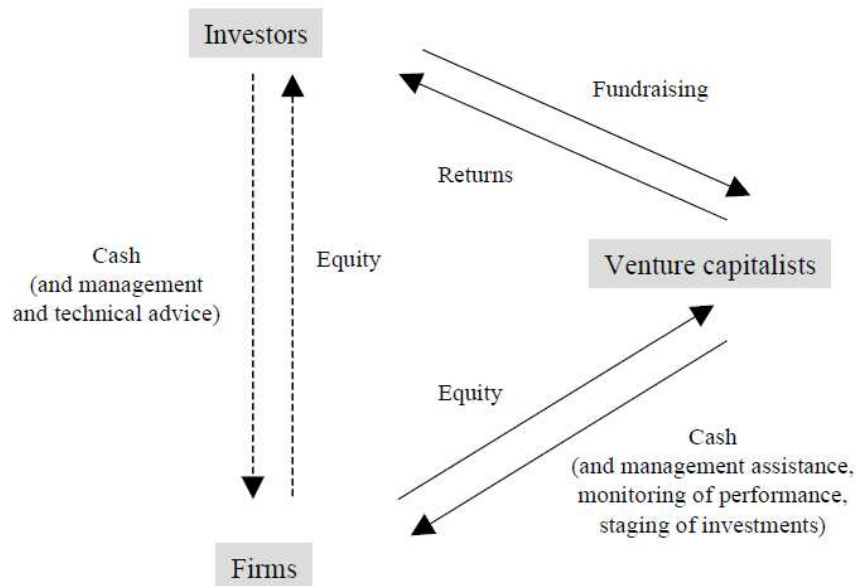 Investors
Fundraising
Returns
Cash
(and management
and technical advice)
Equity
Venture capitalists
Equity
Cash
(and management assistance,
monitoring of performance,
staging of investments)
Firms